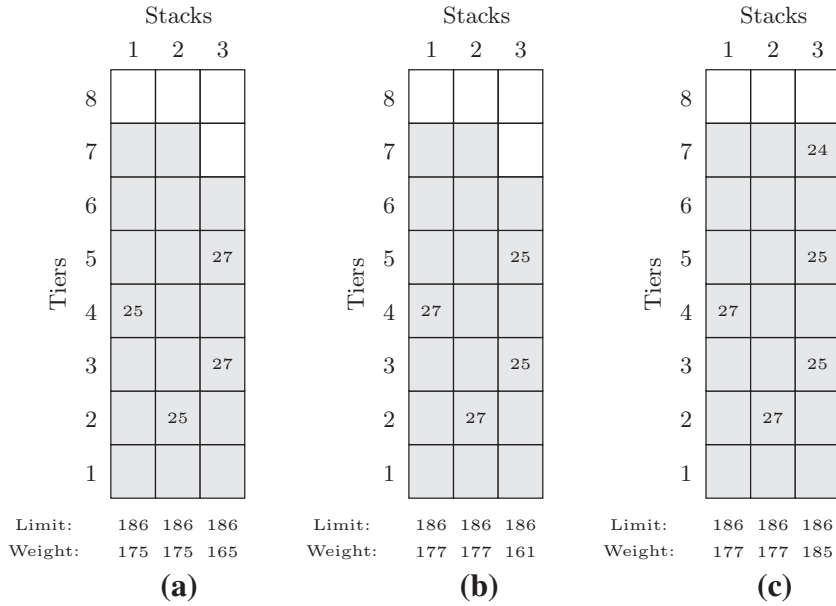 Stacks Stacks Stacks
1 2 3 1 2 3 1 2 3
8 8 8
7 7 7 24
6 6 6
5 27 5 25 5 25
Tiers Tiers Tiers
4 25 4 27 4 27
3 27 3 25 3 25
2 25 2 27 2 27
1 1 1
Limit: 186 186 186 Limit: 186 186 186 Limit: 186 186 186
Weight: 175 175 165 Weight: 177 177 161 Weight: 177 177 185
(a) (b) (c)